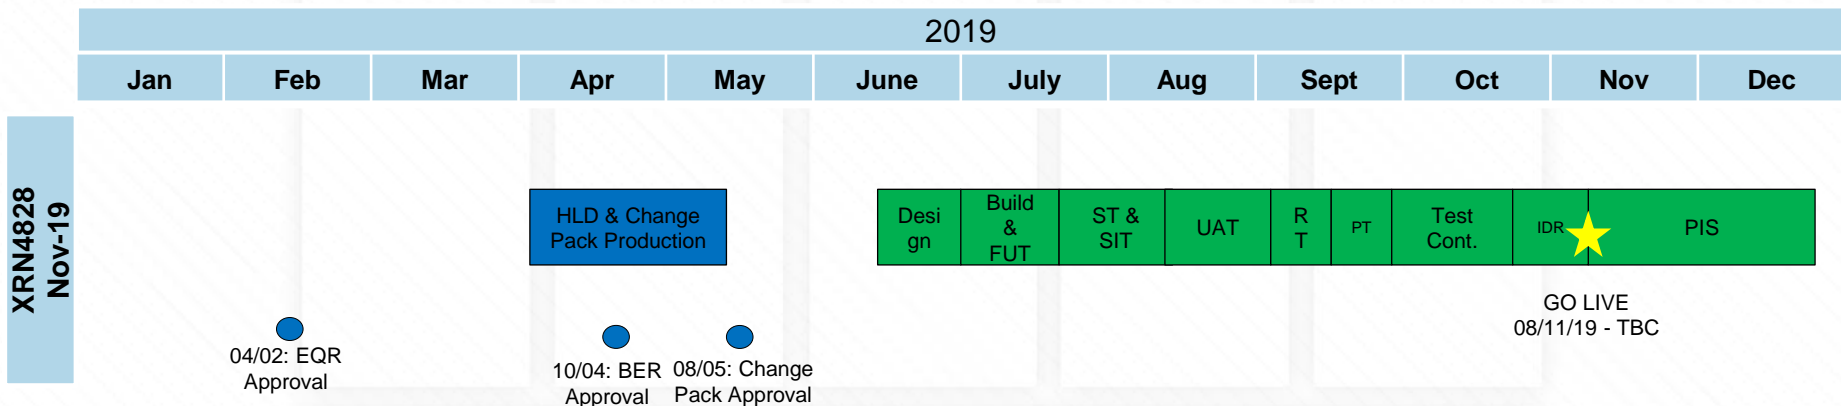 2019
Jan Feb Mar Apr May June July Aug Sept Oct Nov Dec
XRN4828
Nov-19
HLD & Change
Pack Production
Desi
gn
Build
&
FUT
ST &
SIT
UAT
R
T
PT
Test
Cont.
IDR
PIS
GO LIVE
08/11/19 - TBC
04/02: EQR
Approval
10/04: BER
Approval
08/05: Change
Pack Approval